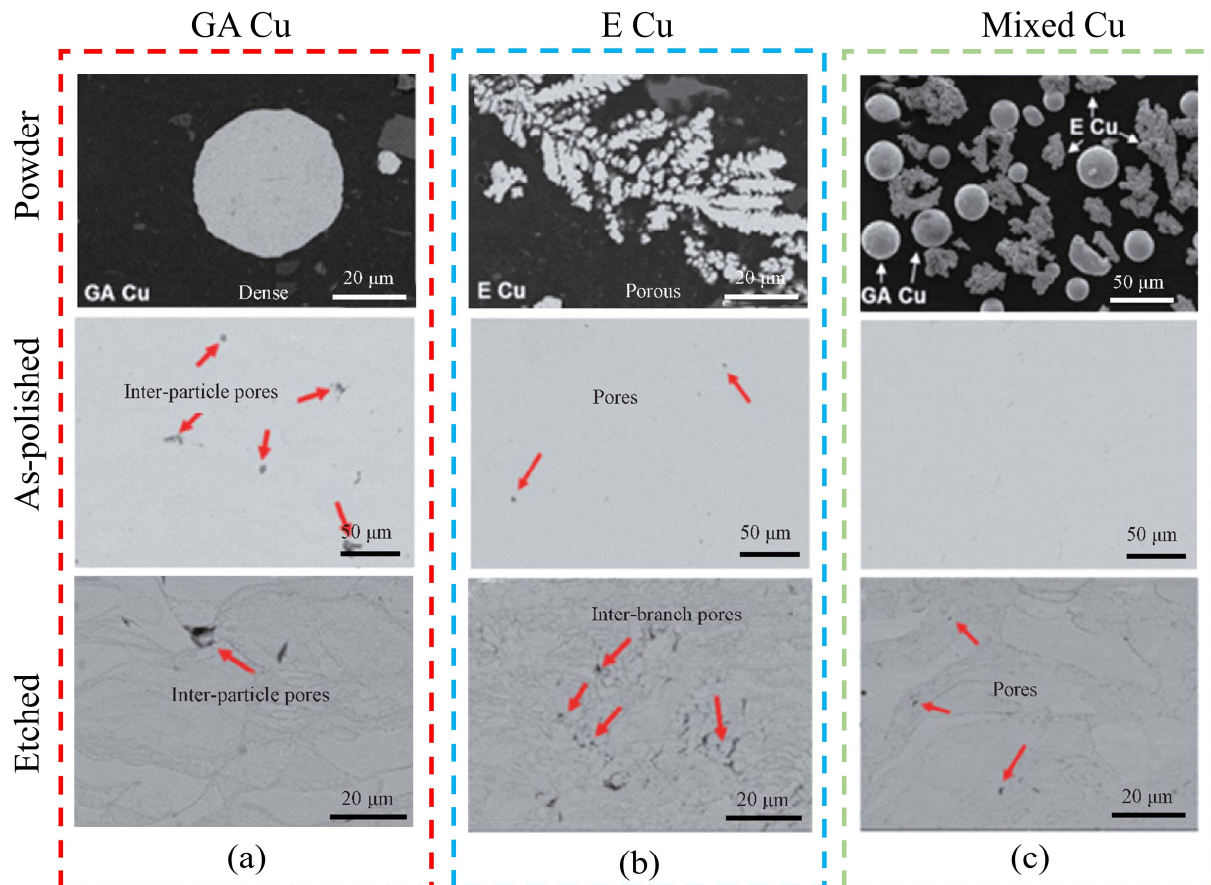 GA Cu
E Cu
Mixed Cu
Powder
GA Cu
Dense
20 μm
E Cu
Porous
20 μm
E Cu
GA Cu
50 μm
As-polished
Inter-particle pores
50 μm
Pores
50 μm
50 μm
Etched
Inter-particle pores
20 μm
Inter-branch pores
20 μm
Pores
20 μm
(a)
(b)
(c)